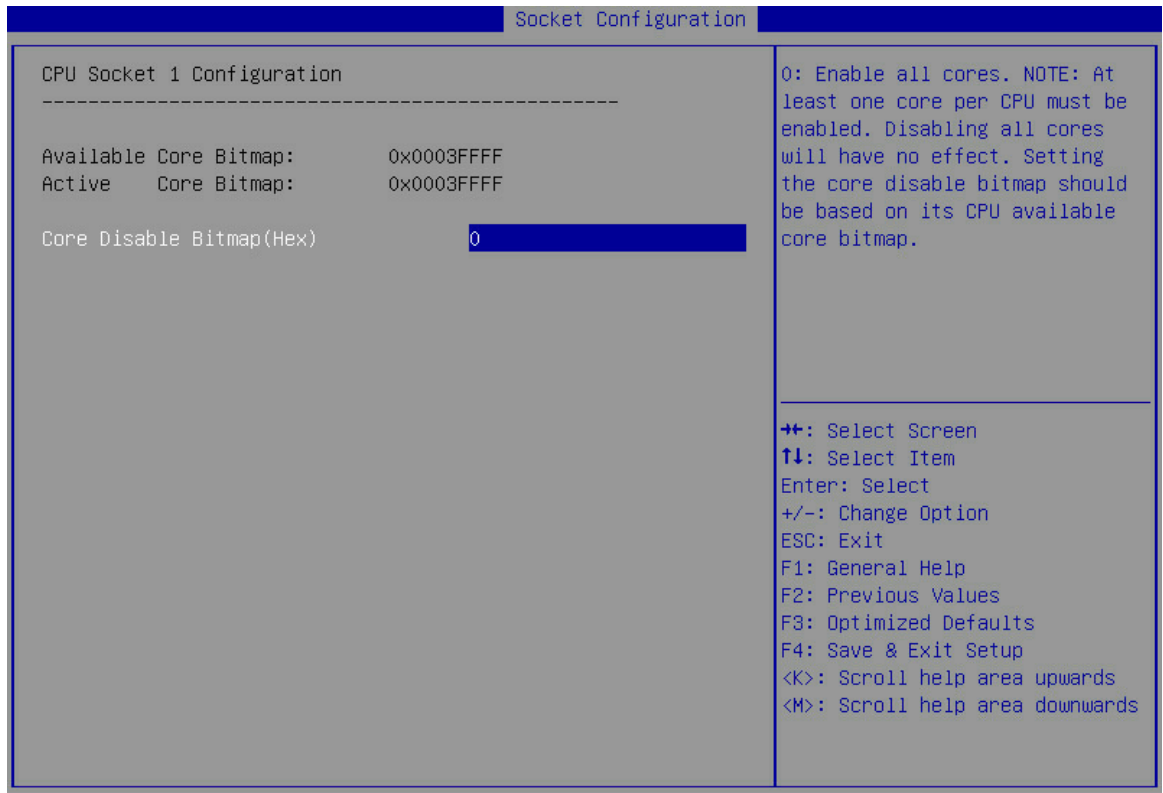 Socket Configuration
CPU Socket 1 Configuration
--------------------------------------------------
Available Core Bitmap: 0x0003FFFF
Active Core Bitmap: 0x0003FFFF
Core Disable Bitmap(Hex) 0
0: Enable all cores. NOTE: At
least one core per CPU must be
enabled. Disabling all cores
will have no effect. Setting
the core disable bitmap should
be based on its CPU available
core bitmap.
→←: Select Screen
↑↓: Select Item
Enter: Select
+/-: Change Option
ESC: Exit
F1: General Help
F2: Previous Values
F3: Optimized Defaults
F4: Save & Exit Setup
<K>: Scroll help area upwards
<M>: Scroll help area downwards